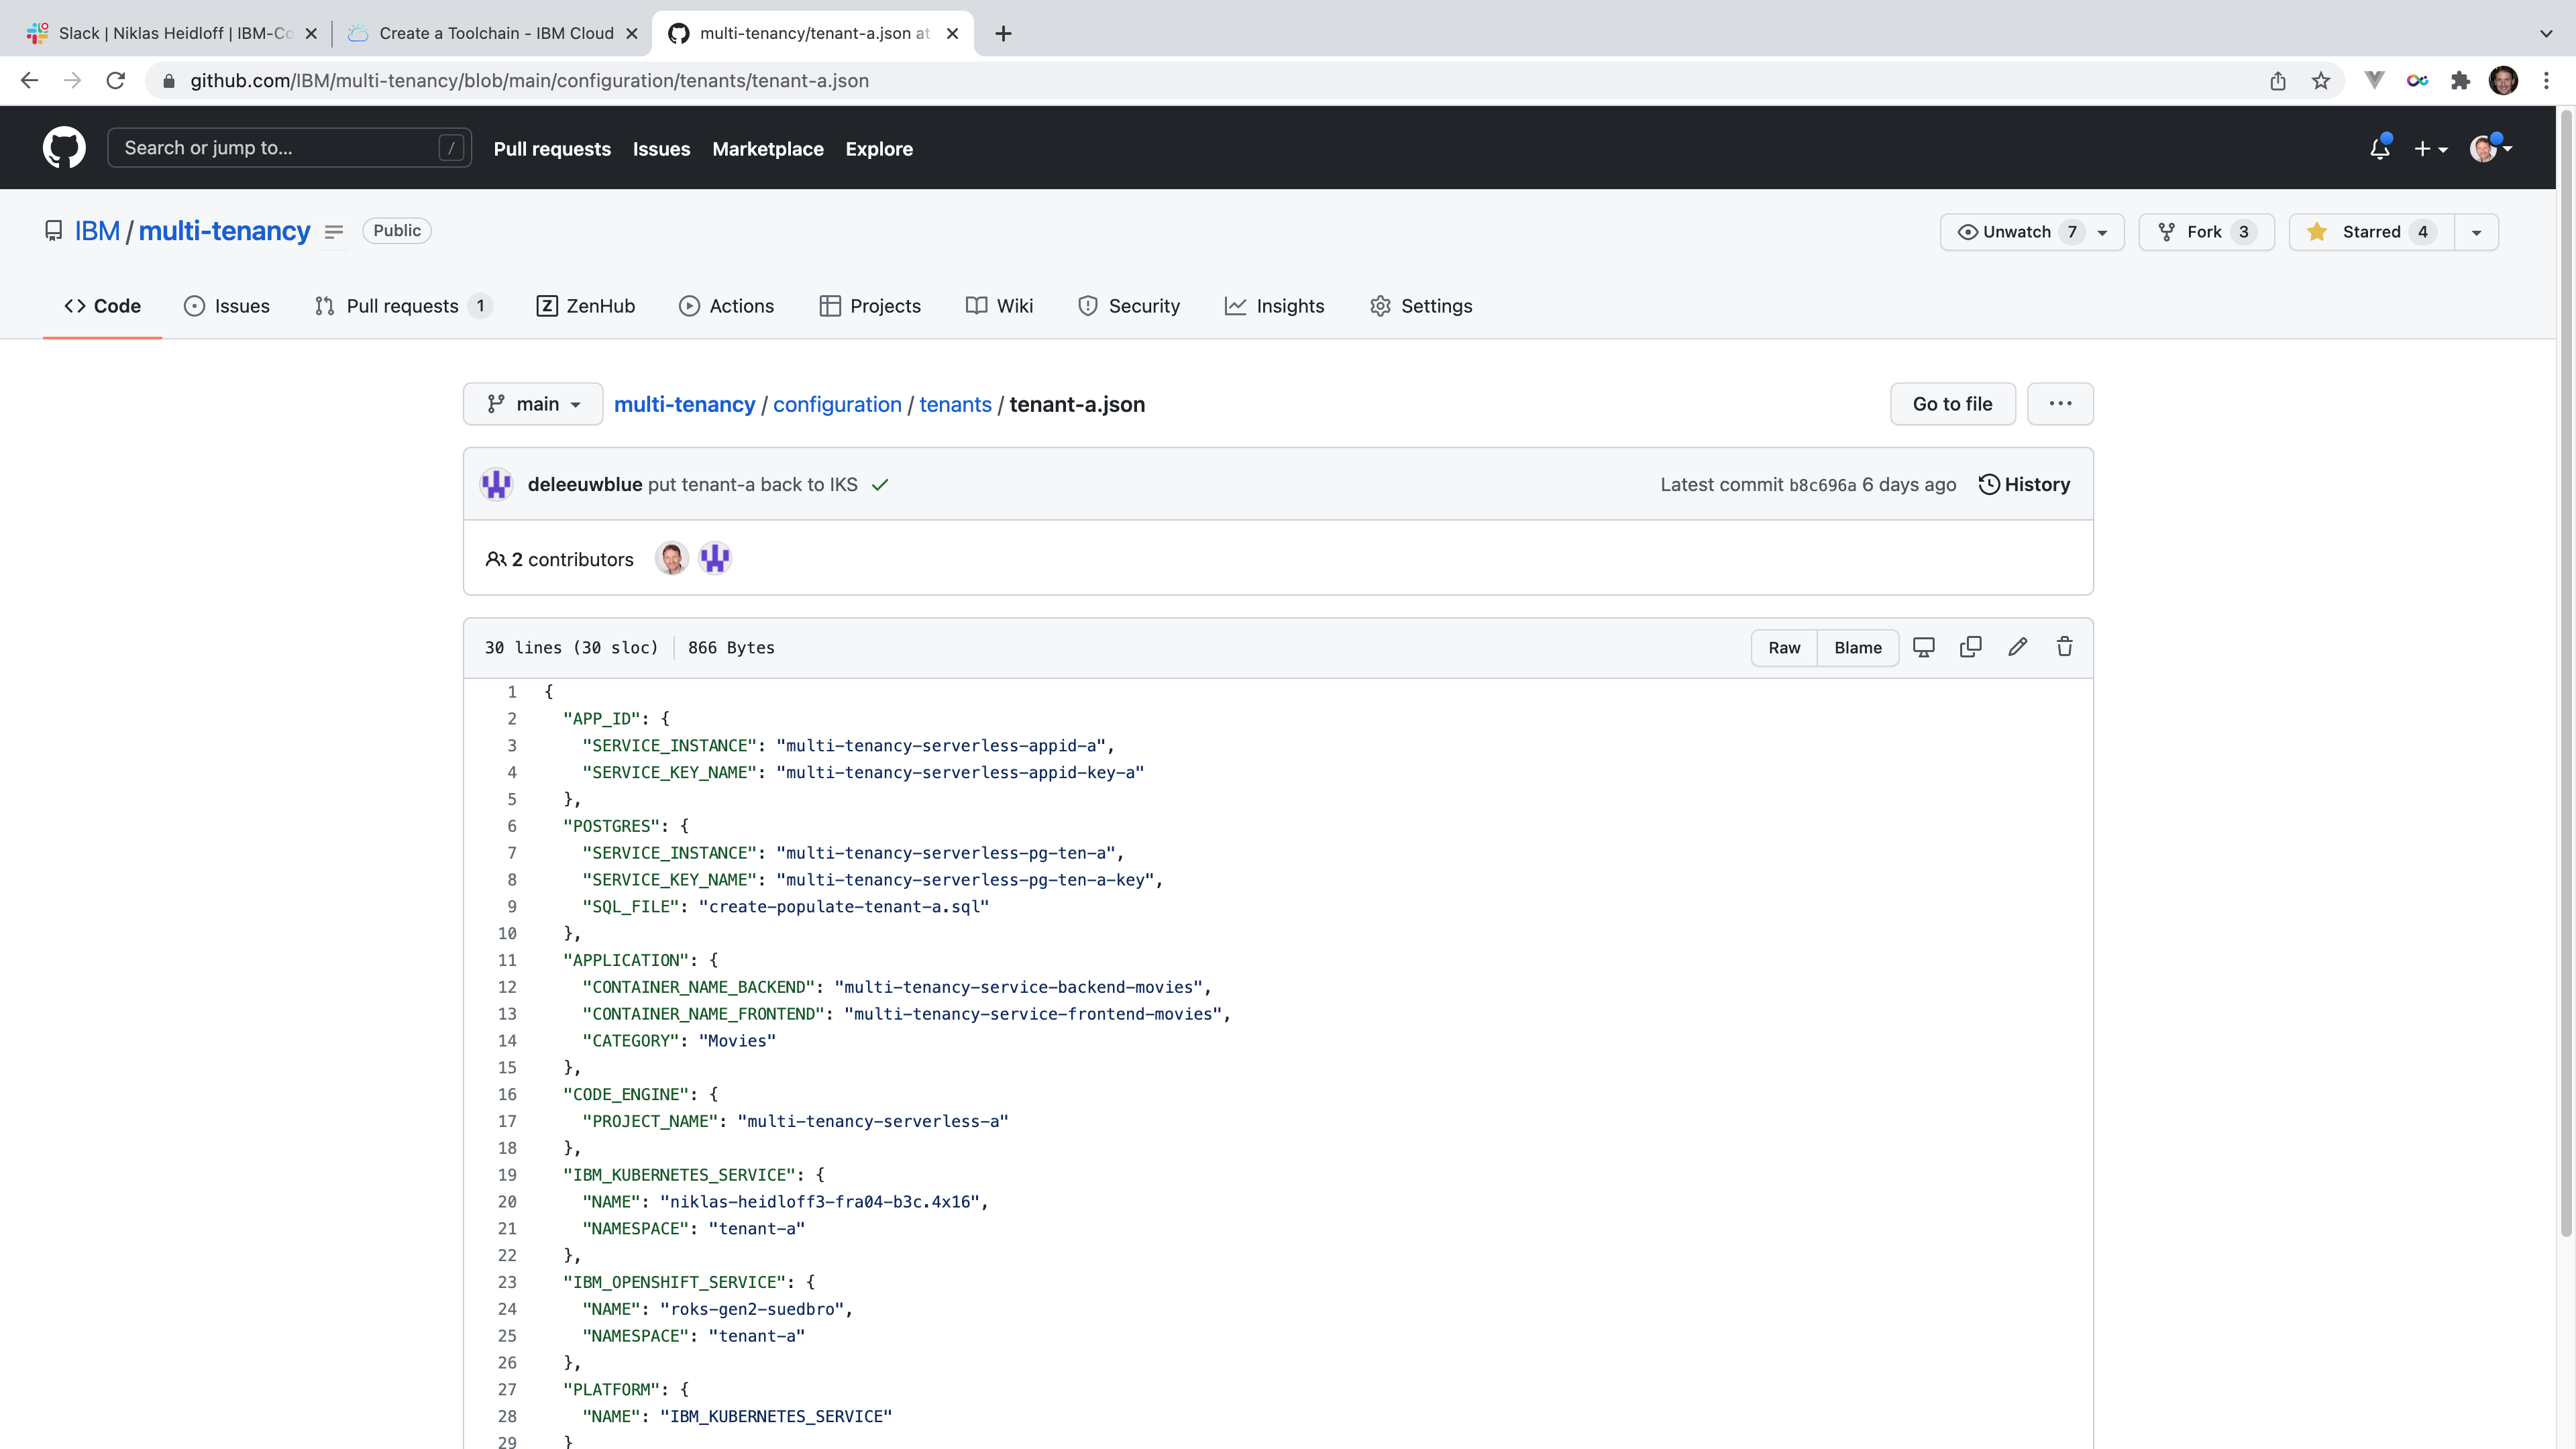 Slack | Niklas Heidloff | IBM-Co
Create a Toolchain - IBM Cloud
multi-tenancy/tenant-a.json at
github.com/IBM/multi-tenancy/blob/main/configuration/tenants/tenant-a.json
Search or jump to... /
Pull requests Issues Marketplace Explore
IBM / multi-tenancy Public
Unwatch 7 Fork 3 Starred 4
Code Issues Pull requests 1 ZenHub Actions Projects Wiki Security Insights Settings
main multi-tenancy / configuration / tenants / tenant-a.json Go to file ...
deleeuwblue put tenant-a back to IKS Latest commit b8c696a 6 days ago History
2 contributors
30 lines (30 sloc) 866 Bytes Raw Blame
1 {
2 "APP_ID": {
3 "SERVICE_INSTANCE": "multi-tenancy-serverless-appid-a",
4 "SERVICE_KEY_NAME": "multi-tenancy-serverless-appid-key-a"
5 },
6 "POSTGRES": {
7 "SERVICE_INSTANCE": "multi-tenancy-serverless-pg-ten-a",
8 "SERVICE_KEY_NAME": "multi-tenancy-serverless-pg-ten-a-key",
9 "SQL_FILE": "create-populate-tenant-a.sql"
10 },
11 "APPLICATION": {
12 "CONTAINER_NAME_BACKEND": "multi-tenancy-service-backend-movies",
13 "CONTAINER_NAME_FRONTEND": "multi-tenancy-service-frontend-movies",
14 "CATEGORY": "Movies"
15 },
16 "CODE_ENGINE": {
17 "PROJECT_NAME": "multi-tenancy-serverless-a"
18 },
19 "IBM_KUBERNETES_SERVICE": {
20 "NAME": "niklas-heidloff3-fra04-b3c.4x16",
21 "NAMESPACE": "tenant-a"
22 },
23 "IBM_OPENSHIFT_SERVICE": {
24 "NAME": "roks-gen2-suedbro",
25 "NAMESPACE": "tenant-a"
26 },
27 "PLATFORM": {
28 "NAME": "IBM_KUBERNETES_SERVICE"
29 }